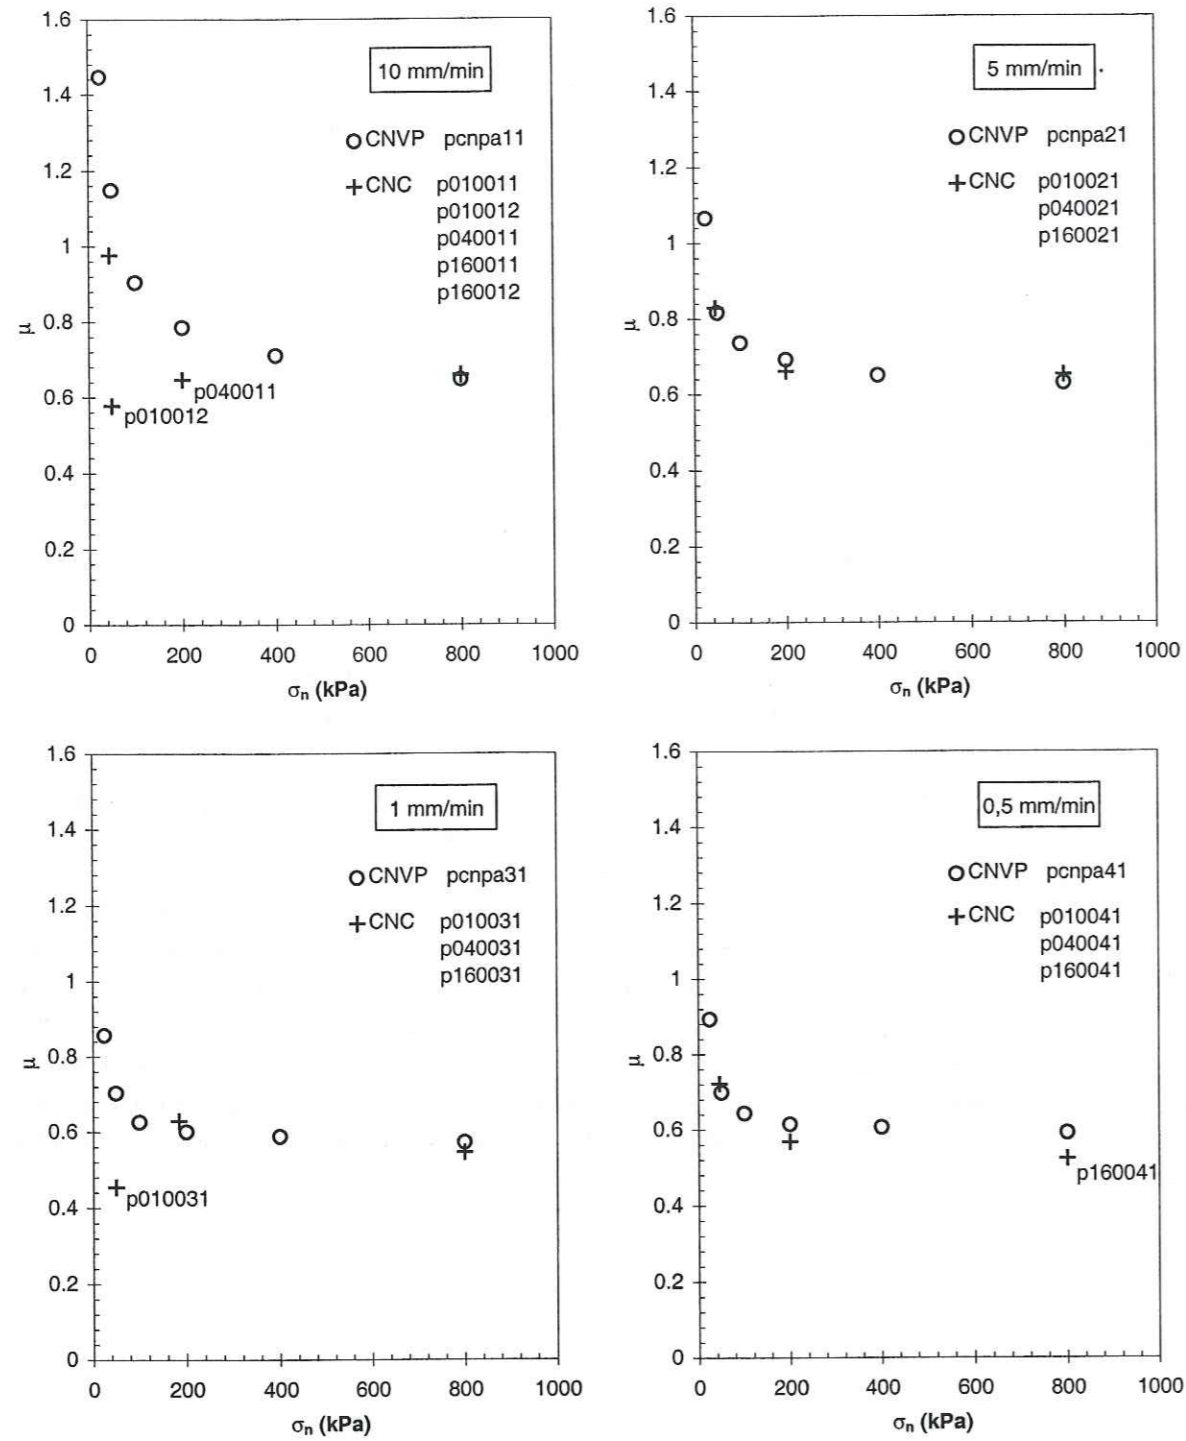 1.6
1.4
1.2
1
0.8
0.6
0.4
0.2
0
μ
10 mm/min
CNVP pcnpa11
CNC p010011
p010012
p040011
p160011
p160012
p040011
p010012
0 200 400 600 800 1000
σn (kPa)
1.6
1.4
1.2
1
0.8
0.6
0.4
0.2
0
μ
5 mm/min
CNVP pcnpa21
CNC p010021
p040021
p160021
0 200 400 600 800 1000
σn (kPa)
1.6
1.4
1.2
1
0.8
0.6
0.4
0.2
0
μ
1 mm/min
CNVP pcnpa31
CNC p010031
p040031
p160031
p010031
0 200 400 600 800 1000
σn (kPa)
1.6
1.4
1.2
1
0.8
0.6
0.4
0.2
0
μ
0,5 mm/min
CNVP pcnpa41
CNC p010041
p040041
p160041
p160041
0 200 400 600 800 1000
σn (kPa)